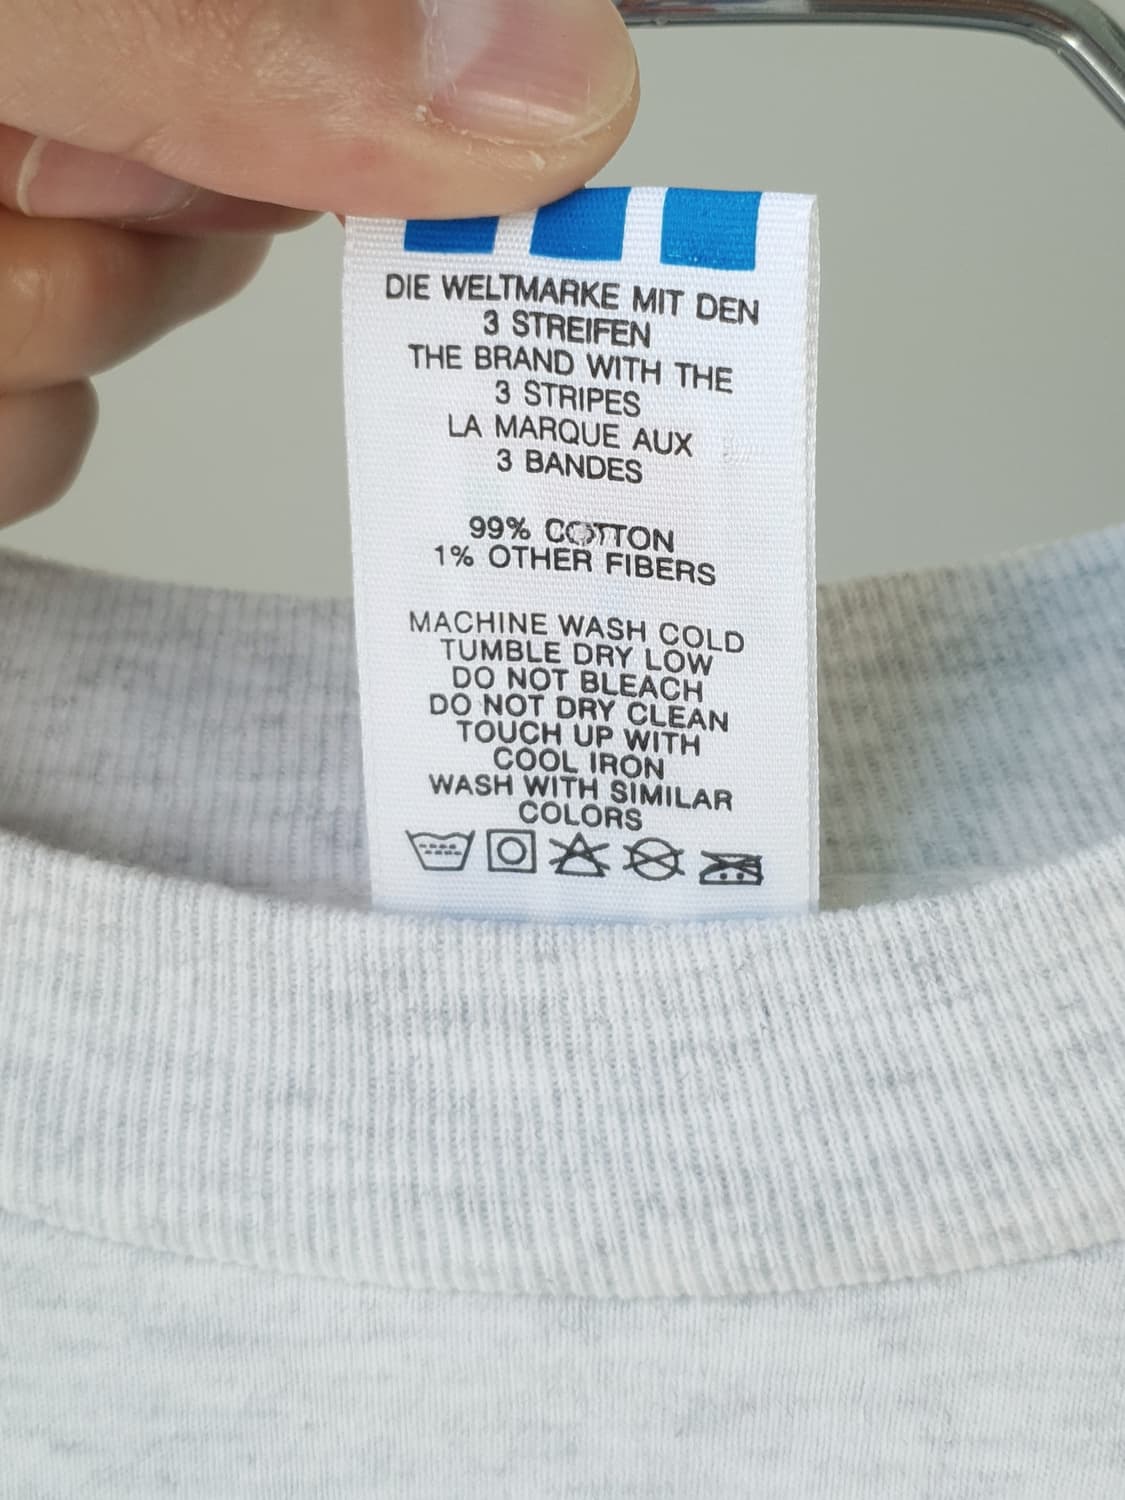 DIE WELTMARKE MIT DEN
3 STREIFEN
THE BRAND WITH THE
3 STRIPES
LA MARQUE AUX
3 BANDES
99% COTTON
1% OTHER FIBERS
MACHINE WASH COLD
TUMBLE DRY LOW
DO NOT BLEACH
DO NOT DRY CLEAN
TOUCH UP WITH
COOL IRON
WASH WITH SIMILAR
COLORS